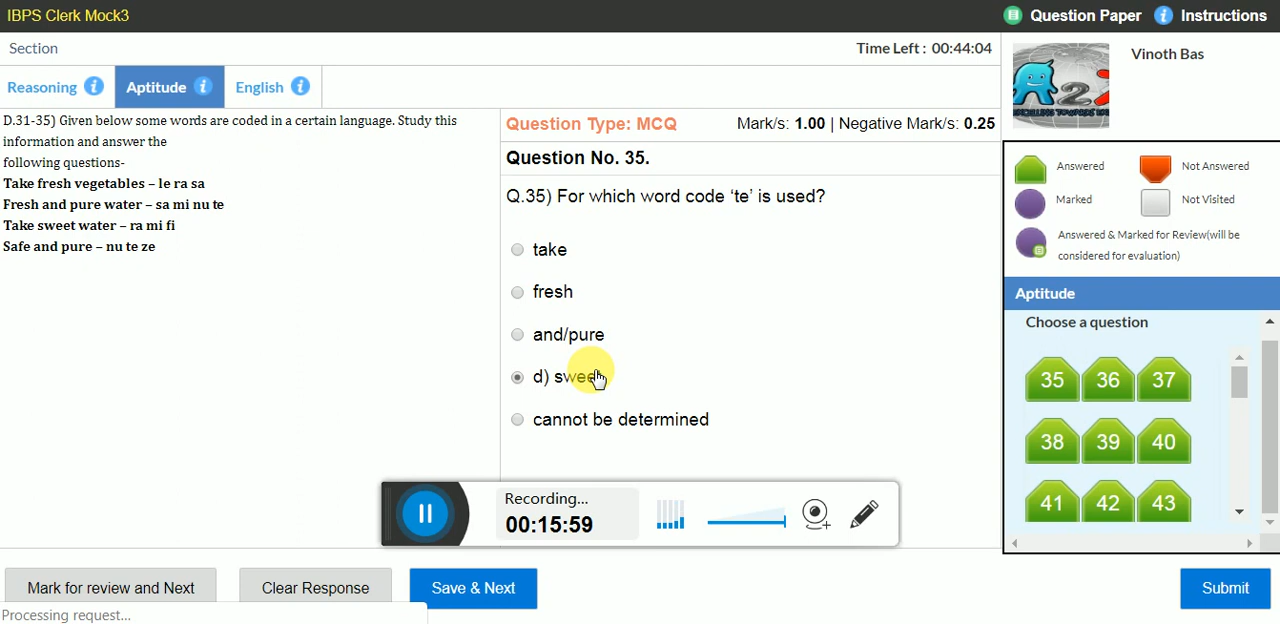 IBPS Clerk Mock3
Question Paper
Instructions
Section
Time Left : 00:44:04
Vinoth Bas
Reasoning
Aptitude
English
D.31-35) Given below some words are coded in a certain language. Study this
information and answer the
following questions-
Take fresh vegetables – le ra sa
Fresh and pure water – sa mi nu te
Take sweet water – ra mi fi
Safe and pure – nu te ze
Question Type: MCQ
Mark/s: 1.00 | Negative Mark/s: 0.25
Question No. 35.
Q.35) For which word code ‘te’ is used?
take
fresh
and/pure
d) sweet
cannot be determined
Answered
Not Answered
Marked
Not Visited
Answered & Marked for Review(will be
considered for evaluation)
Aptitude
Choose a question
35 36 37
38 39 40
41 42 43
Recording...
00:15:59
Mark for review and Next
Clear Response
Save & Next
Submit
Processing request...